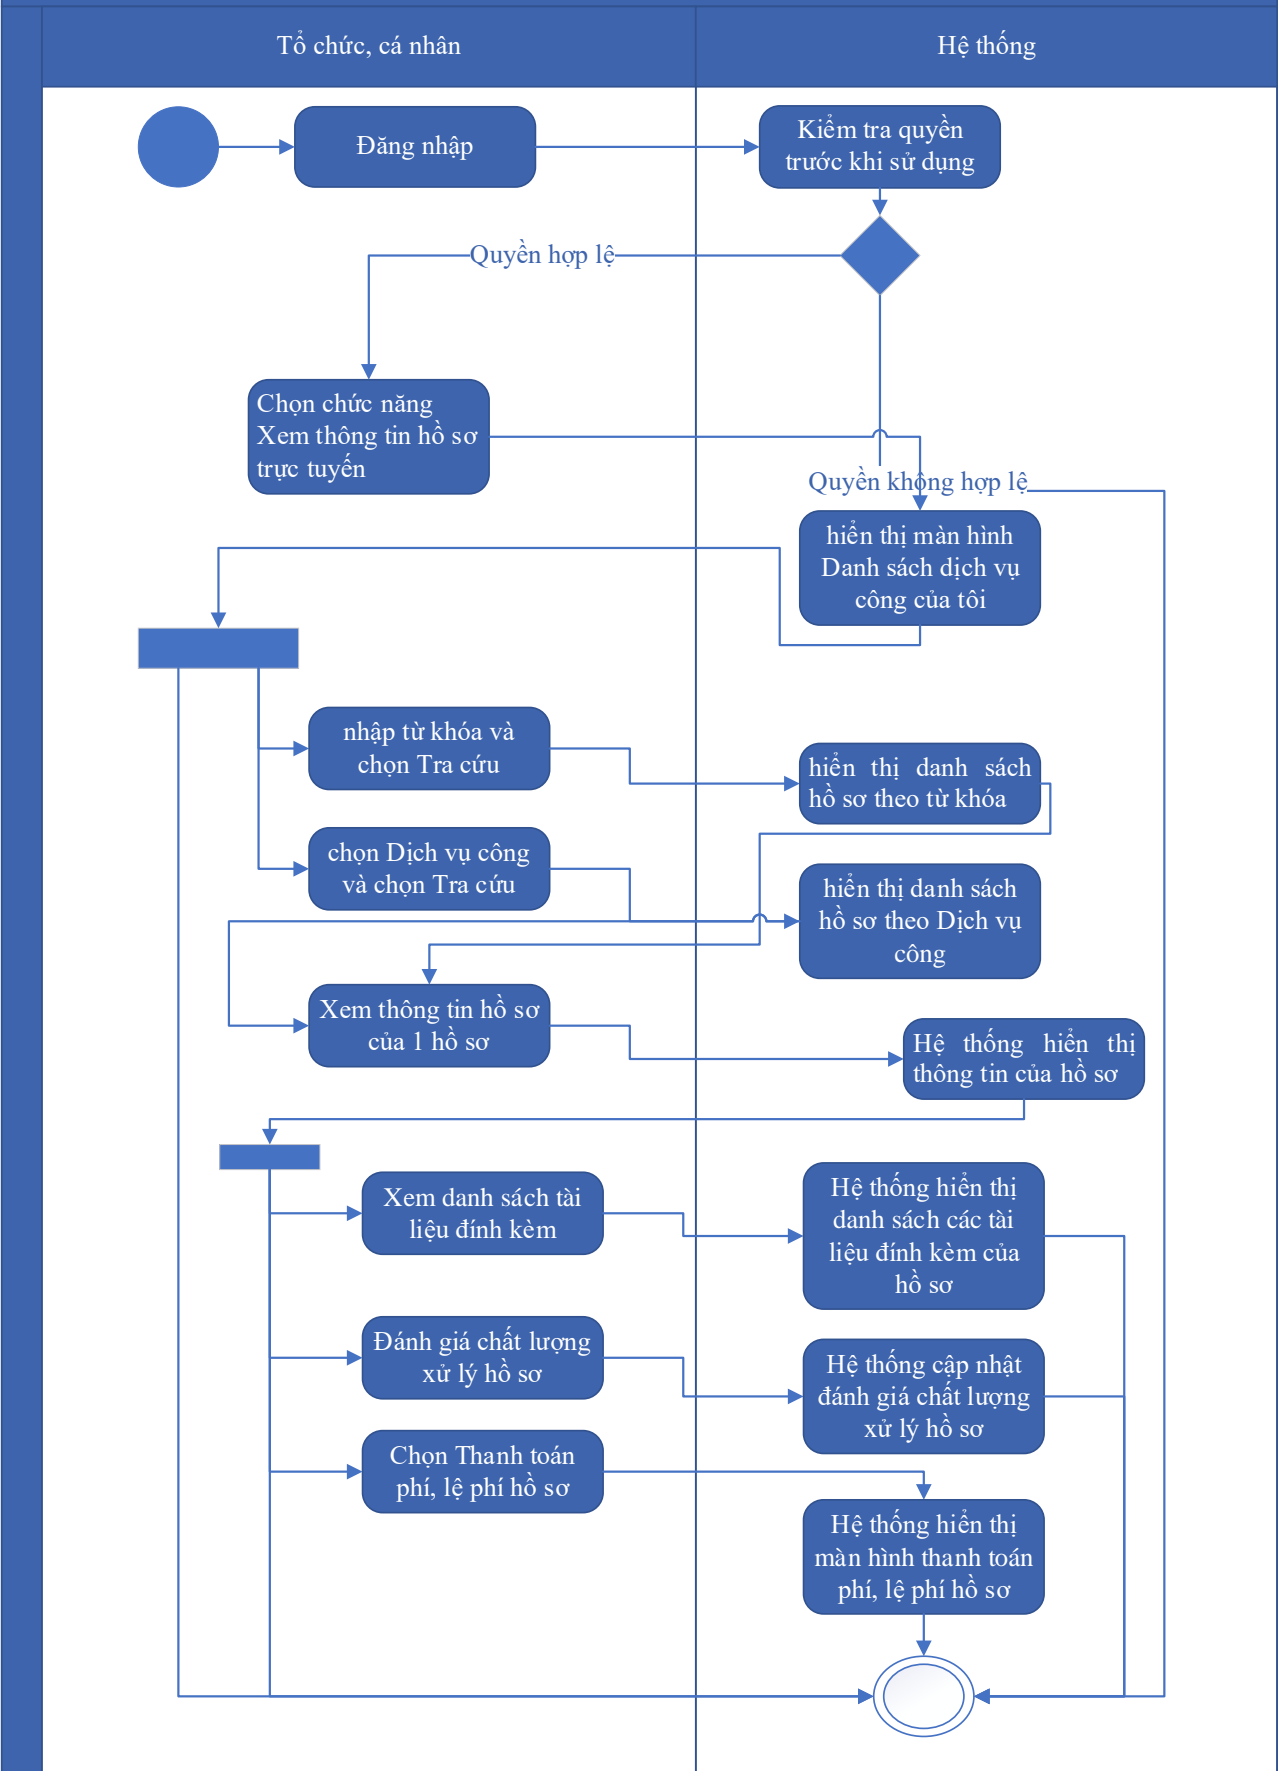 Tổ chức, cá nhân
Hệ thống
Đăng nhập
Kiểm tra quyền
trước khi sử dụng
Quyền hợp lệ
Chọn chức năng
Xem thông tin hồ sơ
trực tuyến
Quyền không hợp lệ
hiển thị màn hình
Danh sách dịch vụ
công của tôi
nhập từ khóa và
chọn Tra cứu
hiển thị danh sách
hồ sơ theo từ khóa
chọn Dịch vụ công
và chọn Tra cứu
hiển thị danh sách
hồ sơ theo Dịch vụ
công
Xem thông tin hồ sơ
của 1 hồ sơ
Hệ thống hiển thị
thông tin của hồ sơ
Xem danh sách tài
liệu đính kèm
Hệ thống hiển thị
danh sách các tài
liệu đính kèm của
hồ sơ
Đánh giá chất lượng
xử lý hồ sơ
Hệ thống cập nhật
đánh giá chất lượng
xử lý hồ sơ
Chọn Thanh toán
phí, lệ phí hồ sơ
Hệ thống hiển thị
màn hình thanh toán
phí, lệ phí hồ sơ